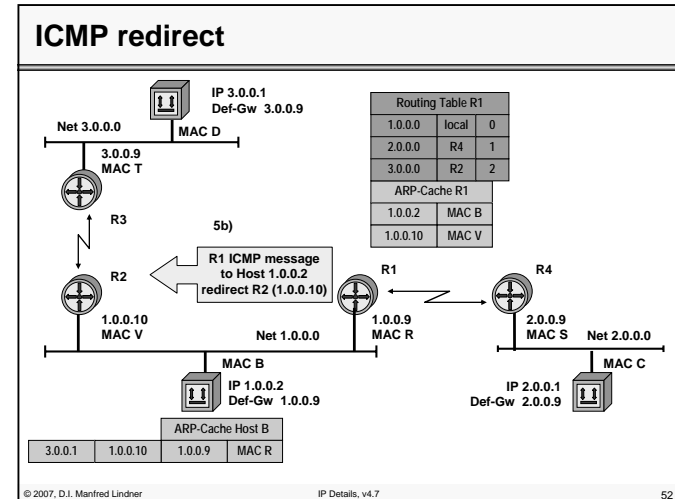 ICMP redirect
IP 3.0.0.1
Def-Gw 3.0.0.9
Net 3.0.0.0
MAC D
3.0.0.9
MAC T
R3
Routing Table R1
1.0.0.0 local 0
2.0.0.0 R4 1
3.0.0.0 R2 2
ARP-Cache R1
1.0.0.2 MAC B
1.0.0.10 MAC V
5b)
R1 ICMP message
to Host 1.0.0.2
redirect R2 (1.0.0.10)
R2
R1
R4
1.0.0.10
MAC V
Net 1.0.0.0
1.0.0.9
MAC R
2.0.0.9
MAC S
Net 2.0.0.0
MAC B
MAC C
IP 1.0.0.2
Def-Gw 1.0.0.9
IP 2.0.0.1
Def-Gw 2.0.0.9
ARP-Cache Host B
3.0.0.1 1.0.0.10 1.0.0.9 MAC R
© 2007, D.I. Manfred Lindner
IP Details, v4.7
52